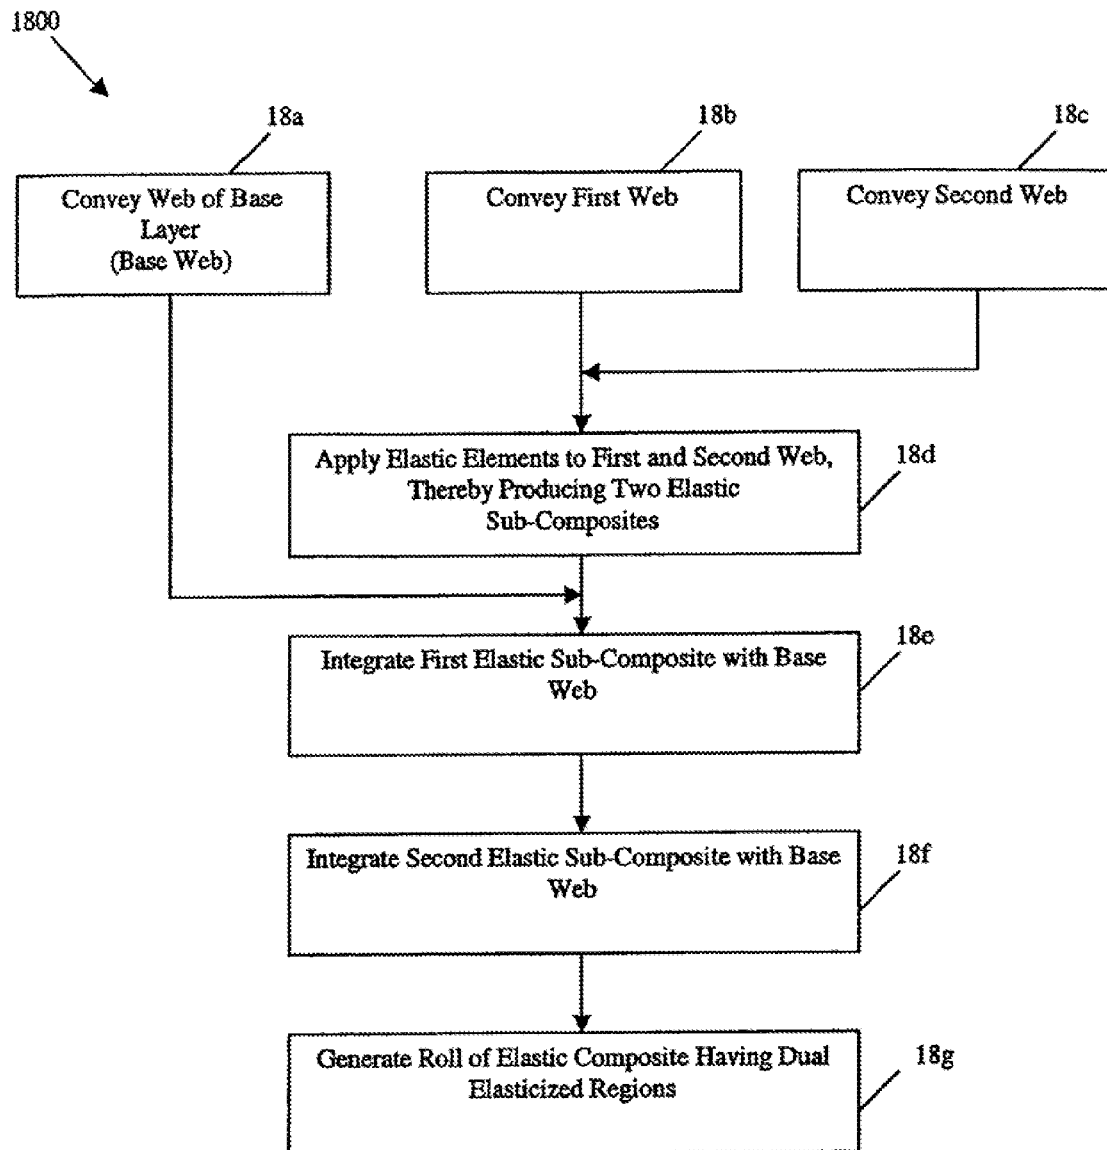 1800
18a
18b
18c
Convey Web of Base
Layer
(Base Web)
Convey First Web
Convey Second Web
Apply Elastic Elements to First and Second Web,
Thereby Producing Two Elastic
Sub-Composites
18d
Integrate First Elastic Sub-Composite with Base
Web
18e
Integrate Second Elastic Sub-Composite with Base
Web
18f
Generate Roll of Elastic Composite Having Dual
Elasticized Regions
18g